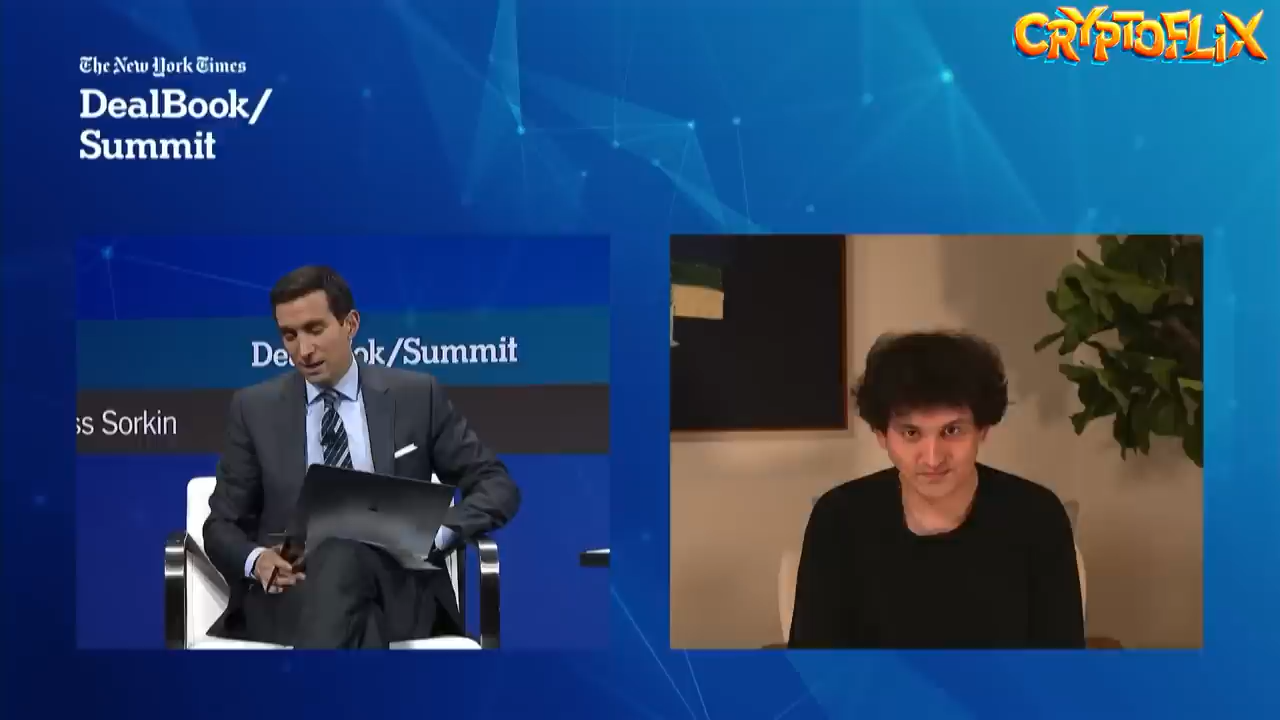 CRYPTOFLiX
The New York Times
DealBook/
Summit
DealBook/Summit
ss Sorkin